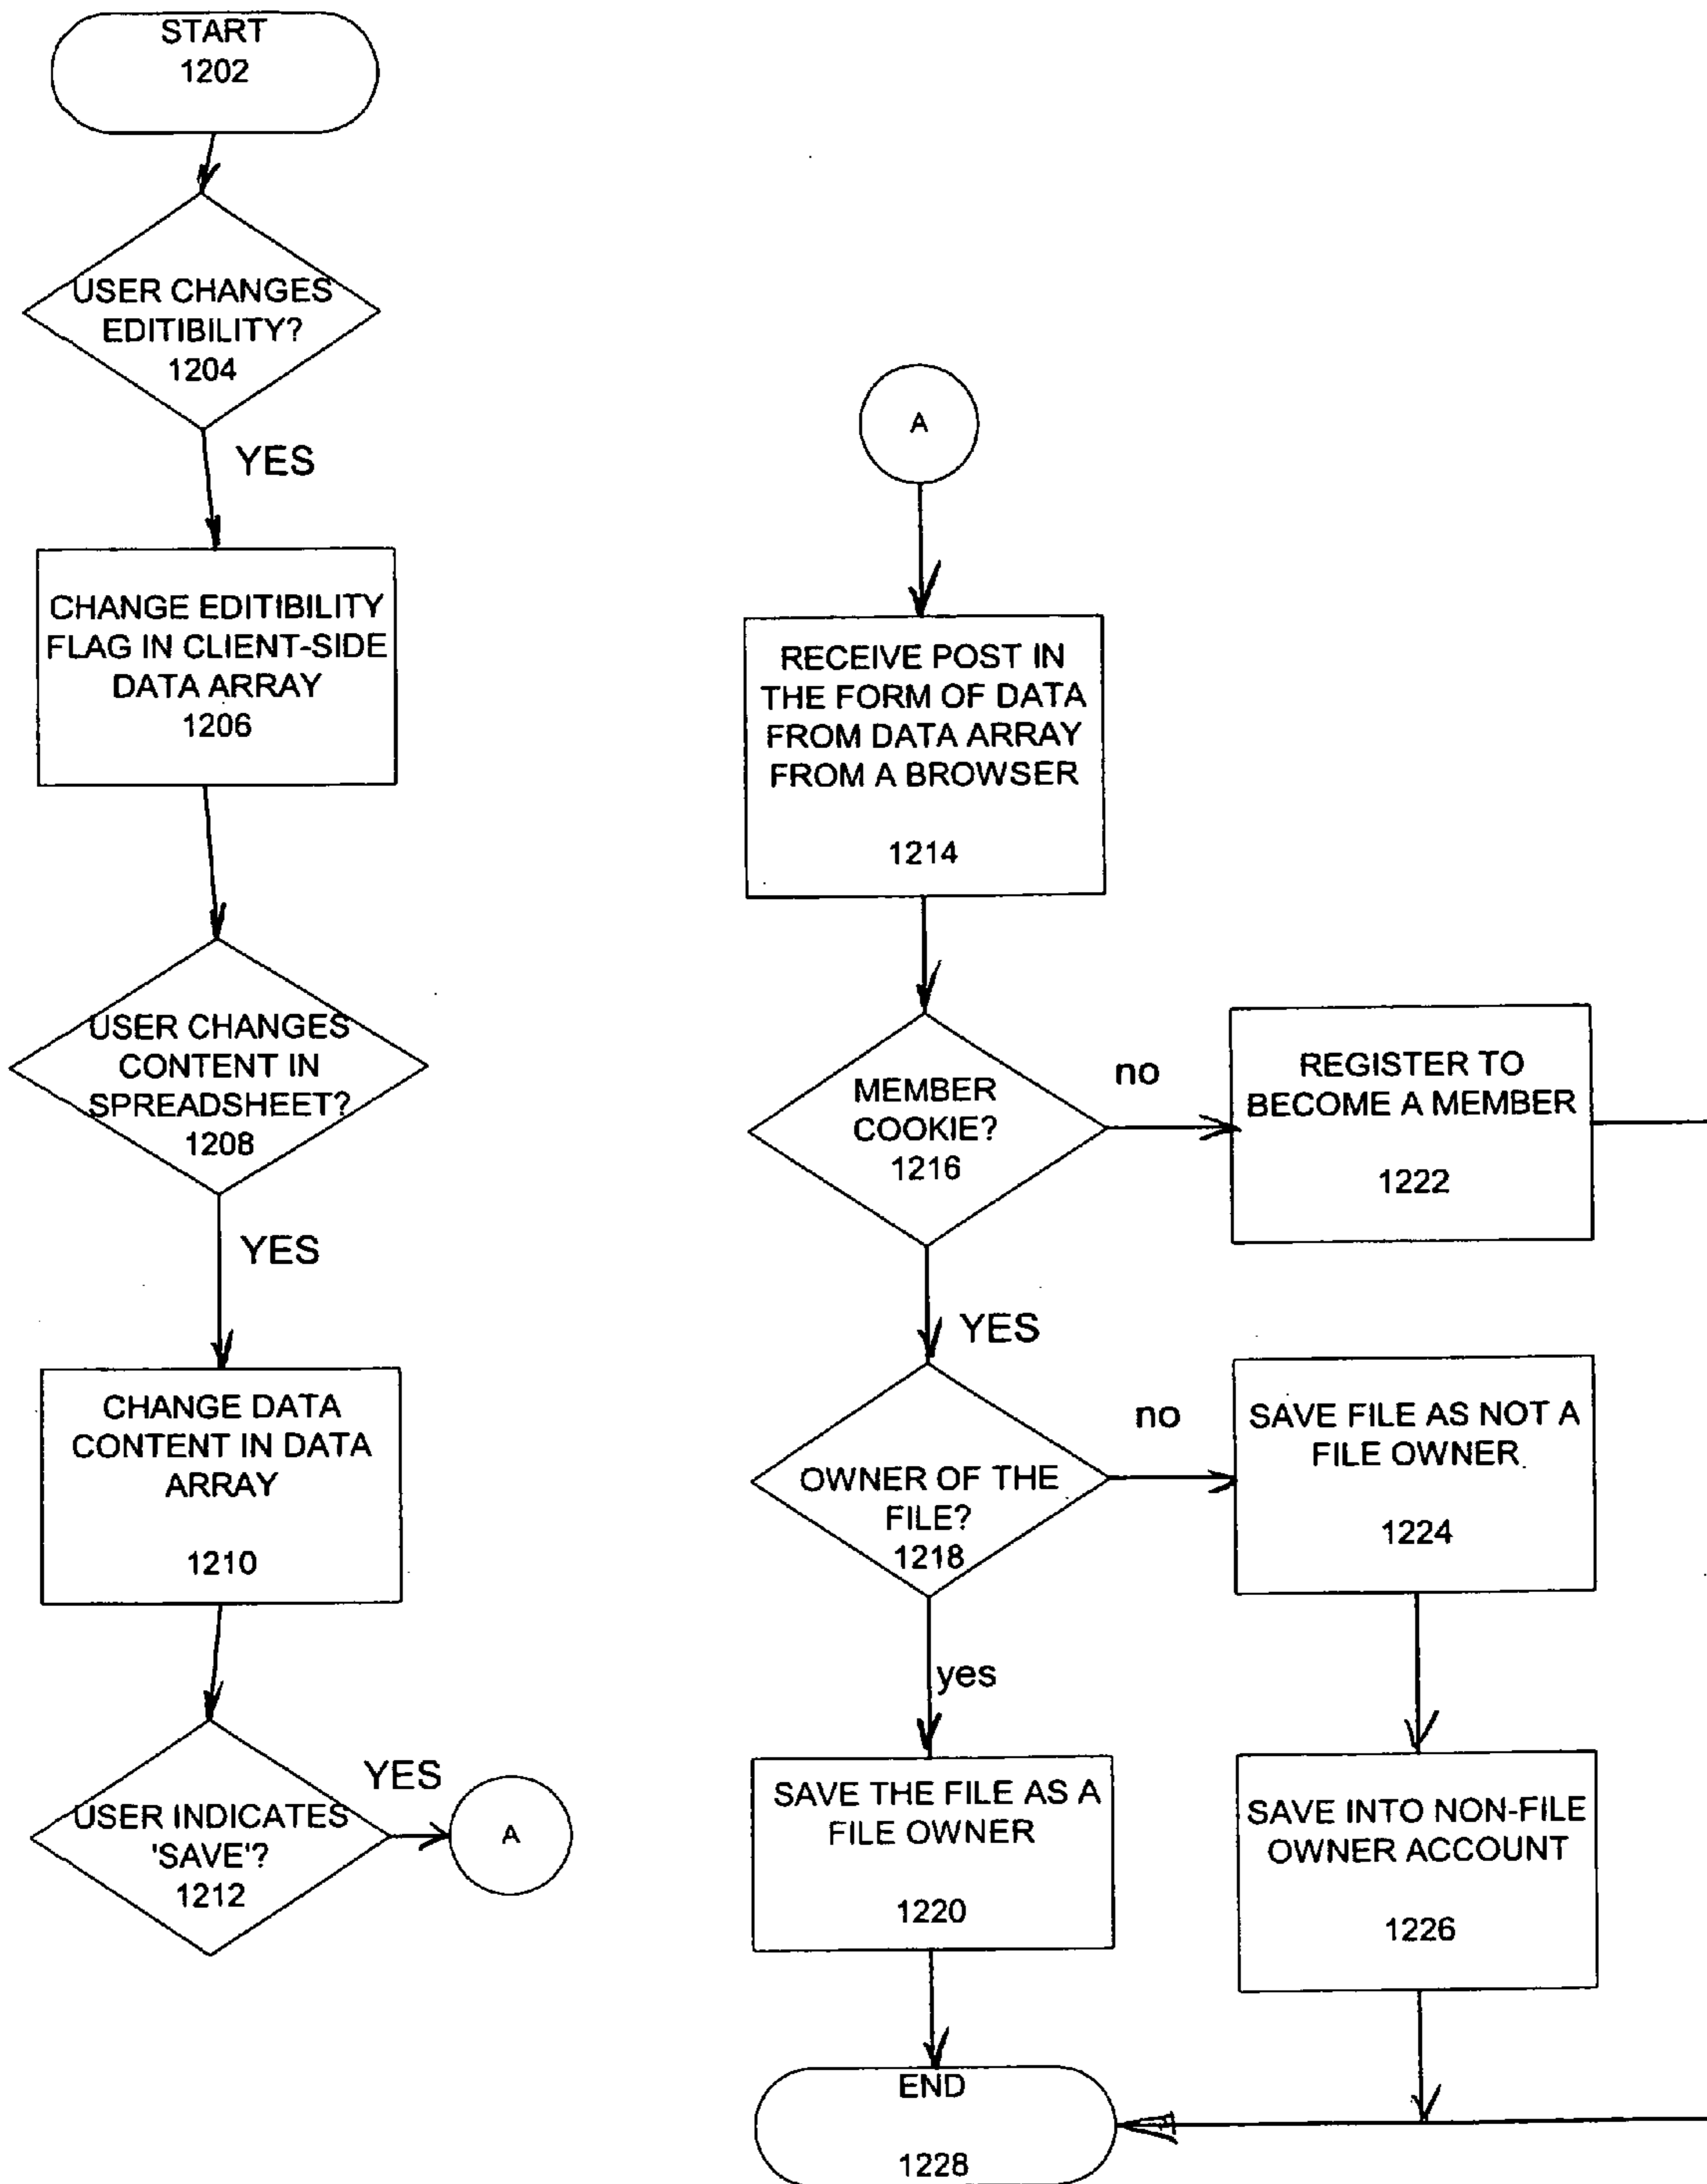 START
1202
USER CHANGES
EDITIBILITY?
1204
YES
CHANGE EDITIBILITY
FLAG IN CLIENT-SIDE
DATA ARRAY
1206
USER CHANGES
CONTENT IN
SPREADSHEET?
1208
YES
CHANGE DATA
CONTENT IN DATA
ARRAY
1210
USER INDICATES
'SAVE'?
1212
YES
A
A
RECEIVE POST IN
THE FORM OF DATA
FROM DATA ARRAY
FROM A BROWSER
1214
MEMBER
COOKIE?
1216
no
REGISTER TO
BECOME A MEMBER
1222
YES
OWNER OF THE
FILE?
1218
no
SAVE FILE AS NOT A
FILE OWNER
1224
yes
SAVE THE FILE AS A
FILE OWNER
1220
SAVE INTO NON-FILE
OWNER ACCOUNT
1226
END
1228